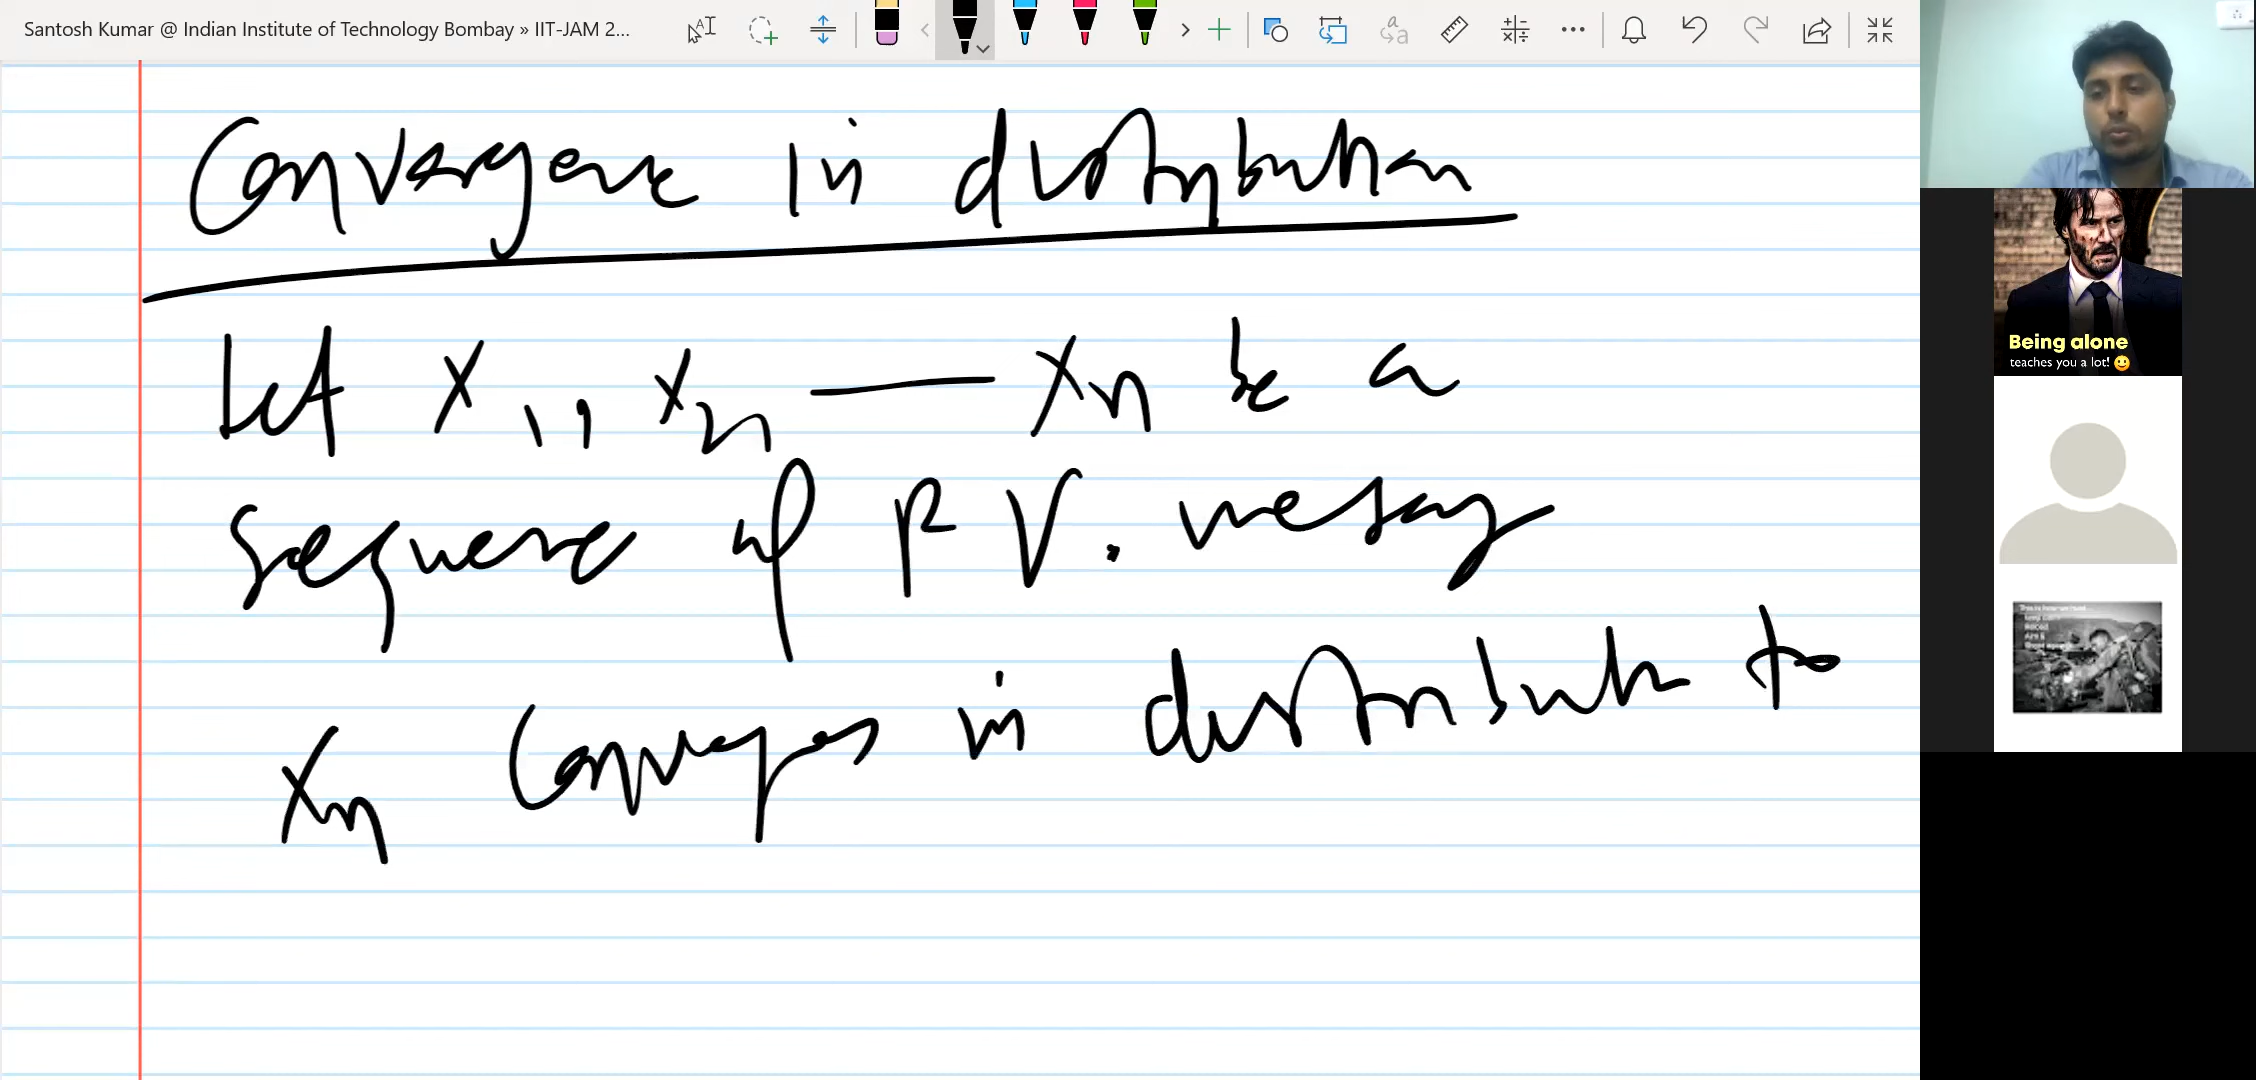 Santosh Kumar @ Indian Institute of Technology Bombay » IIT-JAM 2...
Convergence in distribution
Let X1, X2, — Xn be a
sequence of RV. we say
Xn converges in distribution to
Being alone
teaches you a lot! 😀